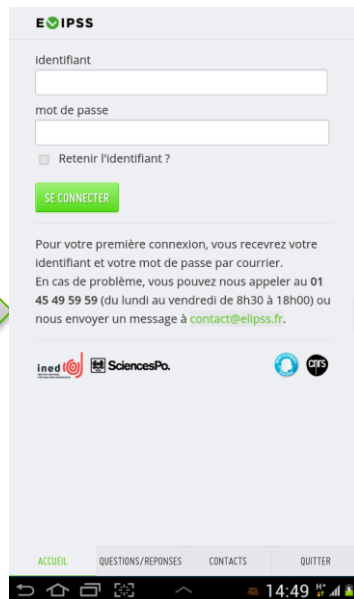 ELIPSS
identifiant
mot de passe
Retenir l'identifiant ?
SE CONNECTER
Pour votre première connexion, vous recevrez votre
identifiant et votre mot de passe par courrier.
En cas de problème, vous pouvez nous appeler au 01
45 49 59 59 (du lundi au vendredi de 8h30 à 18h00) ou
nous envoyer un message à contact@elipss.fr.
ined SciencesPo. cnrs
ACCUEIL QUESTIONS/REPONSES CONTACTS QUITTER
14:49 H+